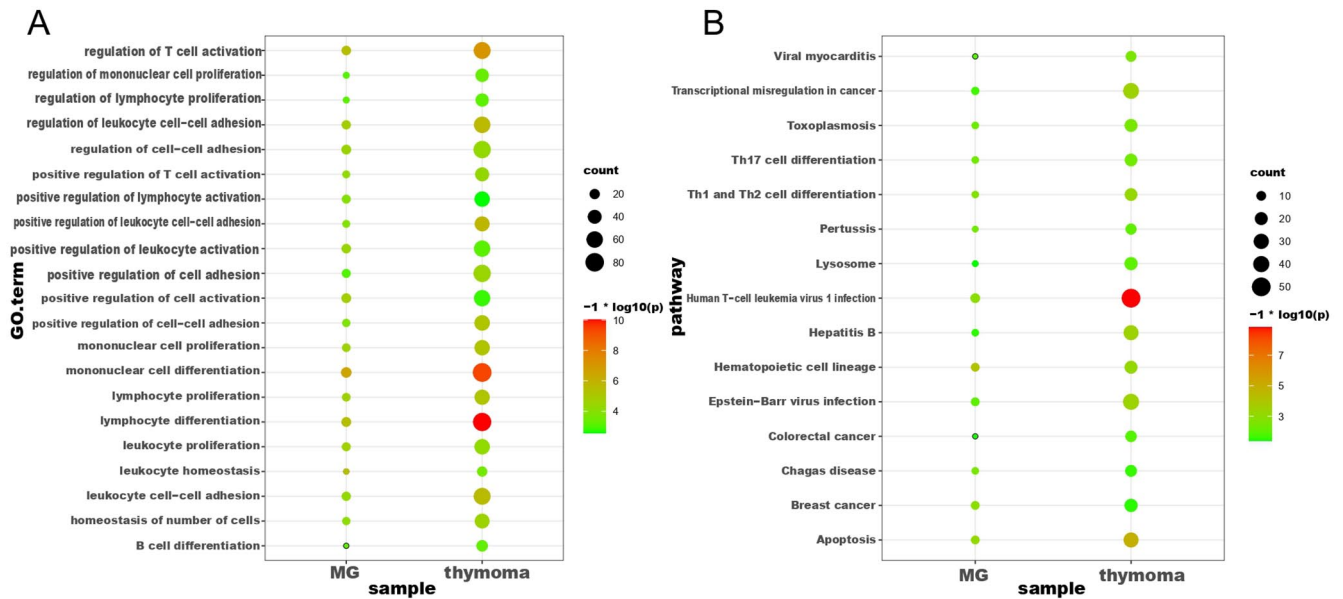 A
regulation of T cell activation
regulation of mononuclear cell proliferation
regulation of lymphocyte proliferation
regulation of leukocyte cell−cell adhesion
regulation of cell−cell adhesion
positive regulation of T cell activation
positive regulation of lymphocyte activation
positive regulation of leukocyte cell−cell adhesion
positive regulation of leukocyte activation
positive regulation of cell adhesion
positive regulation of cell activation
positive regulation of cell−cell adhesion
mononuclear cell proliferation
mononuclear cell differentiation
lymphocyte proliferation
lymphocyte differentiation
leukocyte proliferation
leukocyte homeostasis
leukocyte cell−cell adhesion
homeostasis of number of cells
B cell differentiation
GO.term
MG
thymoma
sample
count
20
40
60
80
−1 * log10(p)
10
8
6
4
B
Viral myocarditis
Transcriptional misregulation in cancer
Toxoplasmosis
Th17 cell differentiation
Th1 and Th2 cell differentiation
Pertussis
Lysosome
Human T−cell leukemia virus 1 infection
Hepatitis B
Hematopoietic cell lineage
Epstein−Barr virus infection
Colorectal cancer
Chagas disease
Breast cancer
Apoptosis
pathway
MG
thymoma
sample
count
10
20
30
40
50
−1 * log10(p)
7
5
3